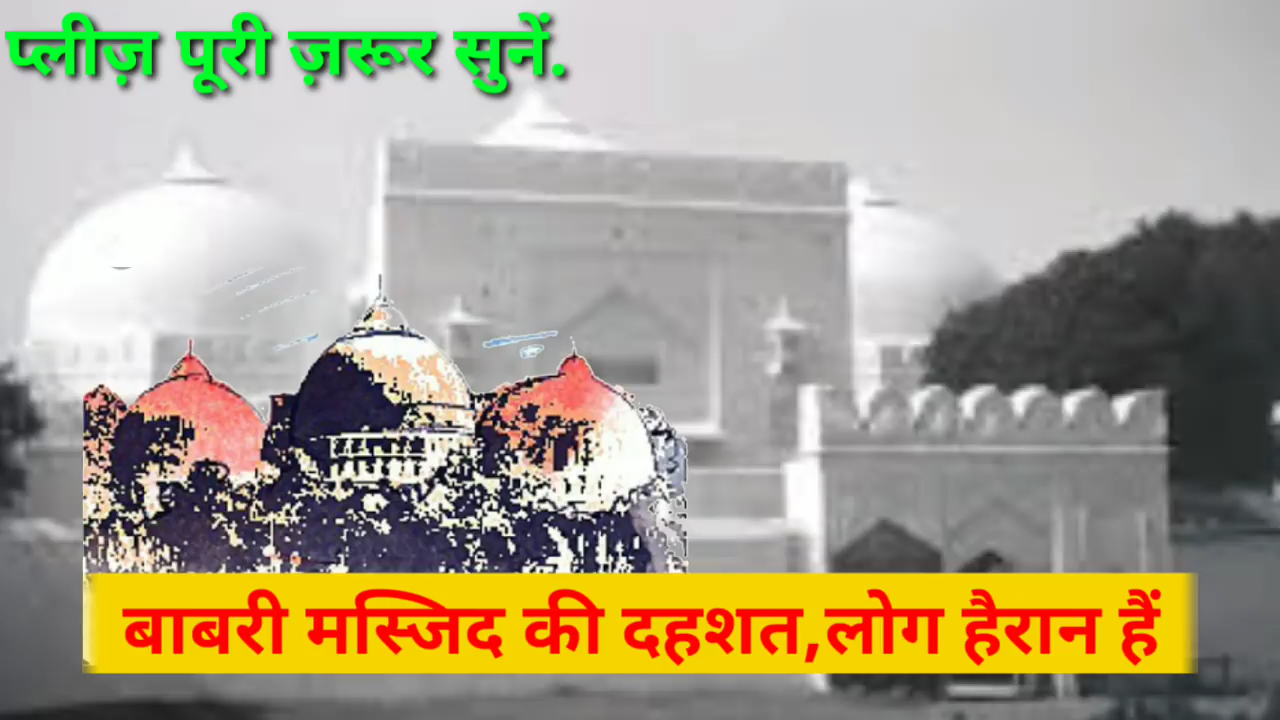 प्लीज़ पूरी ज़रूर सुनें.
बाबरी मस्जिद की दहशत,लोग हैरान हैं